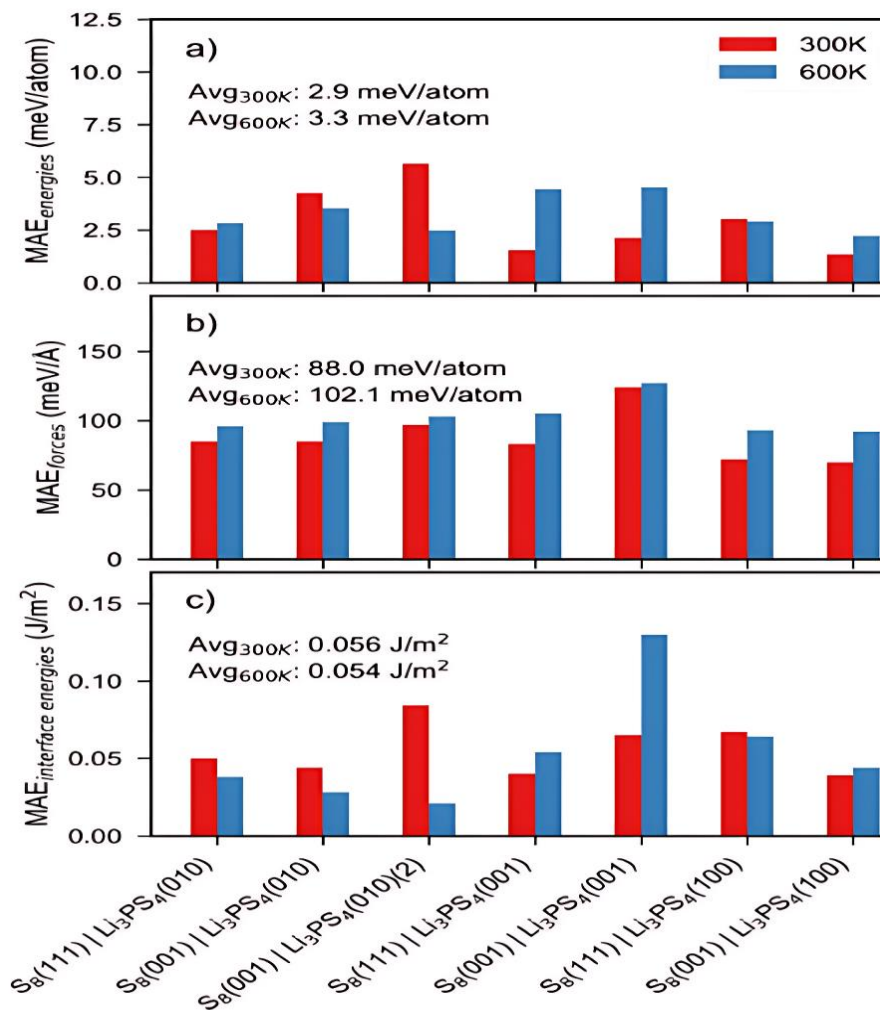 a)
300K
600K
Avg300K: 2.9 meV/atom
Avg600K: 3.3 meV/atom
MAEenergies (meV/atom)
12.5
10.0
7.5
5.0
2.5
0.0
b)
Avg300K: 88.0 meV/atom
Avg600K: 102.1 meV/atom
MAEforces (meV/Å)
150
100
50
0
c)
Avg300K: 0.056 J/m²
Avg600K: 0.054 J/m²
MAEinterface energies (J/m²)
0.15
0.10
0.05
0.00
S₈(111) | Li₃PS₄(010)
S₈(001) | Li₃PS₄(010)
S₈(001) | Li₃PS₄(010)(2)
S₈(111) | Li₃PS₄(001)
S₈(001) | Li₃PS₄(001)
S₈(111) | Li₃PS₄(100)
S₈(001) | Li₃PS₄(100)